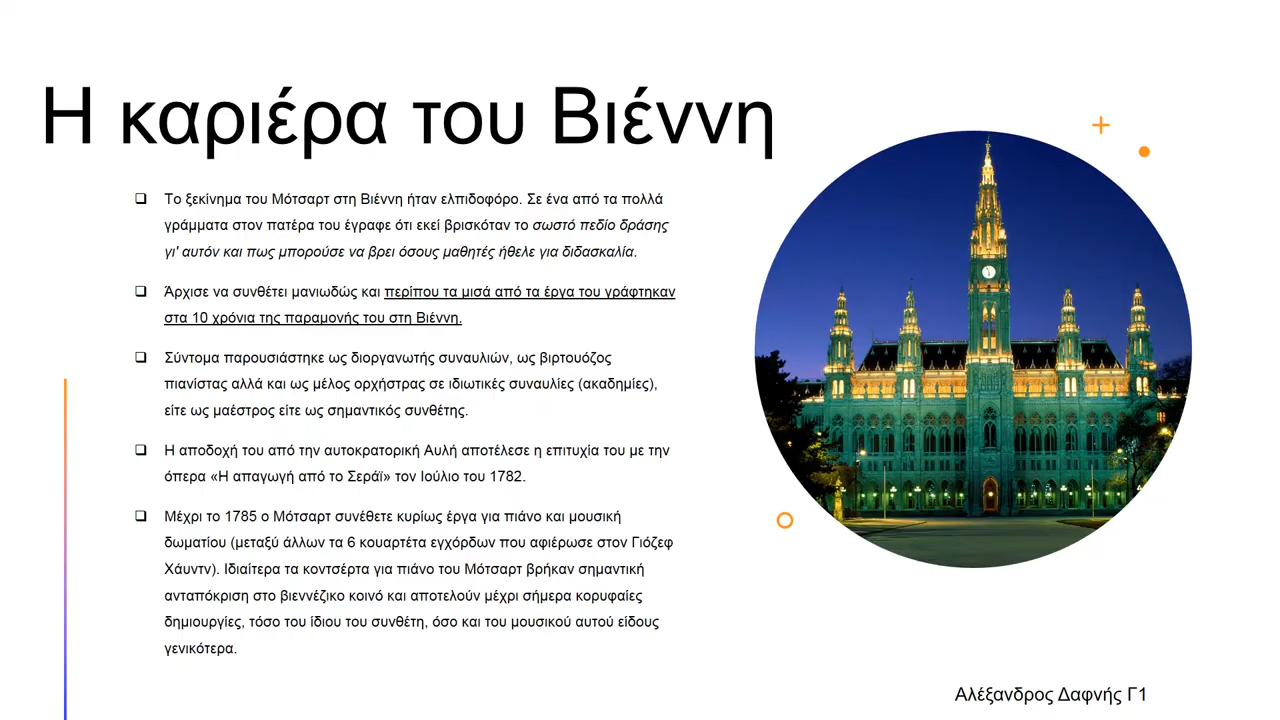 Η καριέρα του Βιέννη
❑ Το ξεκίνημα του Μότσαρτ στη Βιέννη ήταν ελπιδοφόρο. Σε ένα από τα πολλά
γράμματα στον πατέρα του έγραφε ότι εκεί βρισκόταν το σωστό πεδίο δράσης
γι' αυτόν και πως μπορούσε να βρει όσους μαθητές ήθελε για διδασκαλία.
❑ Άρχισε να συνθέτει μανιωδώς και περίπου τα μισά από τα έργα του γράφτηκαν
στα 10 χρόνια της παραμονής του στη Βιέννη.
❑ Σύντομα παρουσιάστηκε ως διοργανωτής συναυλιών, ως βιρτουόζος
πιανίστας αλλά και ως μέλος ορχήστρας σε ιδιωτικές συναυλίες (ακαδημίες),
είτε ως μαέστρος είτε ως σημαντικός συνθέτης.
❑ Η αποδοχή του από την αυτοκρατορική Αυλή αποτέλεσε η επιτυχία του με την
όπερα «Η απαγωγή από το Σεράϊ» τον Ιούλιο του 1782.
❑ Μέχρι το 1785 ο Μότσαρτ συνέθετε κυρίως έργα για πιάνο και μουσική
δωματίου (μεταξύ άλλων τα 6 κουαρτέτα εγχόρδων που αφιέρωσε στον Γιόζεφ
Χάυντν). Ιδιαίτερα τα κοντσέρτα για πιάνο του Μότσαρτ βρήκαν σημαντική
ανταπόκριση στο βιεννέζικο κοινό και αποτελούν μέχρι σήμερα κορυφαίες
δημιουργίες, τόσο του ίδιου του συνθέτη, όσο και του μουσικού αυτού είδους
γενικότερα.
Αλέξανδρος Δαφνής Γ1